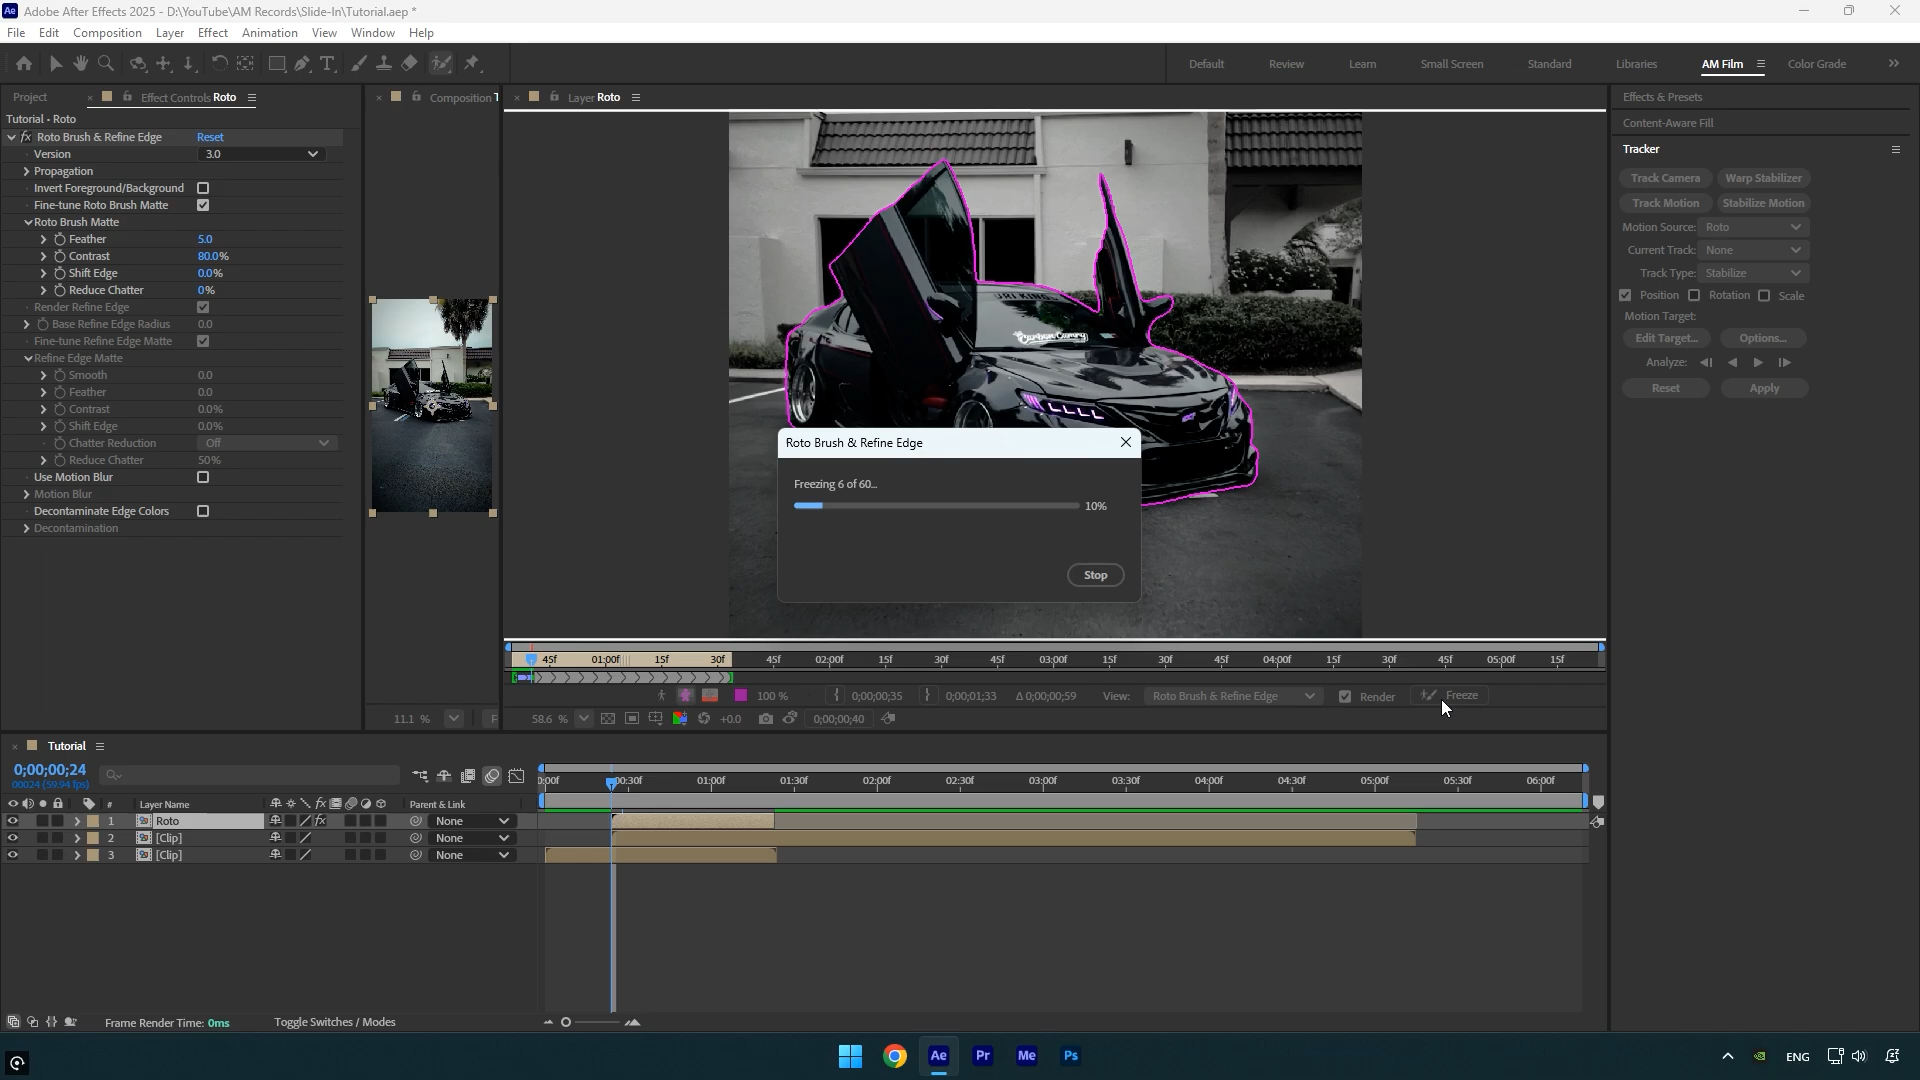 Adobe After Effects 2025 - D:\YouTube\AM Records\Slide-In\Tutorial.aep *
File Edit Composition Layer Effect Animation View Window Help
Default Review Learn Small Screen Standard Libraries AM Film Color Grade
Project Effect Controls Roto
Tutorial • Roto
Roto Brush & Refine Edge Reset
Version 3.0
Propagation
Invert Foreground/Background
Fine-tune Roto Brush Matte
Roto Brush Matte
Feather 5.0
Contrast 80.0%
Shift Edge 0.0%
Reduce Chatter 0%
Render Refine Edge
Base Refine Edge Radius 0.0
Fine-tune Refine Edge Matte
Refine Edge Matte
Smooth 0.0
Feather 0.0
Contrast 0.0%
Shift Edge 0.0%
Chatter Reduction Off
Reduce Chatter 50%
Use Motion Blur
Motion Blur
Decontaminate Edge Colors
Decontamination
Composition T
11.1 % F
Layer Roto
Roto Brush & Refine Edge
Freezing 6 of 60...
10%
Stop
45f 01:00f 15f 30f 45f 02:00f 15f 30f 45f 03:00f 15f 30f 45f 04:00f 15f 30f 45f 05:00f 15f
100 % 0;00;00;35 0;00;01;33 Δ 0;00;00;59 View: Roto Brush & Refine Edge Render Freeze
58.6 % +0.0 0;00;00;40
Effects & Presets
Content-Aware Fill
Tracker
Track Camera Warp Stabilizer
Track Motion Stabilize Motion
Motion Source: Roto
Current Track: None
Track Type: Stabilize
Position Rotation Scale
Motion Target:
Edit Target... Options...
Analyze:
Reset Apply
Tutorial
0;00;00;24
00024 (59.94 fps)
# Layer Name Parent & Link
1 Roto None
2 [Clip] None
3 [Clip] None
0:00f 00:30f 01:00f 01:30f 02:00f 02:30f 03:00f 03:30f 04:00f 04:30f 05:00f 05:30f 06:00f
Frame Render Time: 0ms Toggle Switches / Modes
Ae Pr Me Ps
ENG